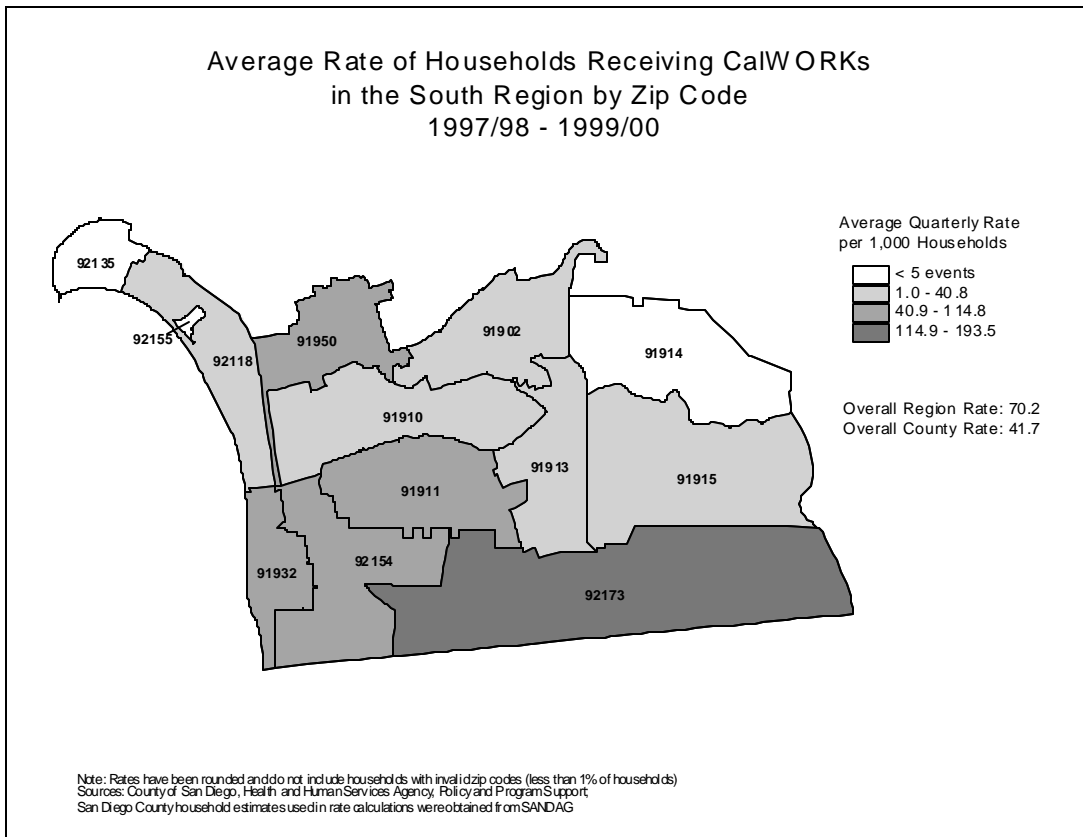 Average Rate of Households Receiving CalWORKs
in the South Region by Zip Code
1997/98 - 1999/00
Average Quarterly Rate
per 1,000 Households
< 5 events
1.0 - 40.8
40.9 - 114.8
114.9 - 193.5
Overall Region Rate: 70.2
Overall County Rate: 41.7
92135
92155
92118
91950
91902
91914
91910
91913
91915
91911
91932
92154
92173
Note: Rates have been rounded and do not include households with invalid zip codes (less than 1% of households)
Sources: County of San Diego, Health and Human Services Agency, Policy and Program Support;
San Diego County household estimates used in rate calculations were obtained from SANDAG